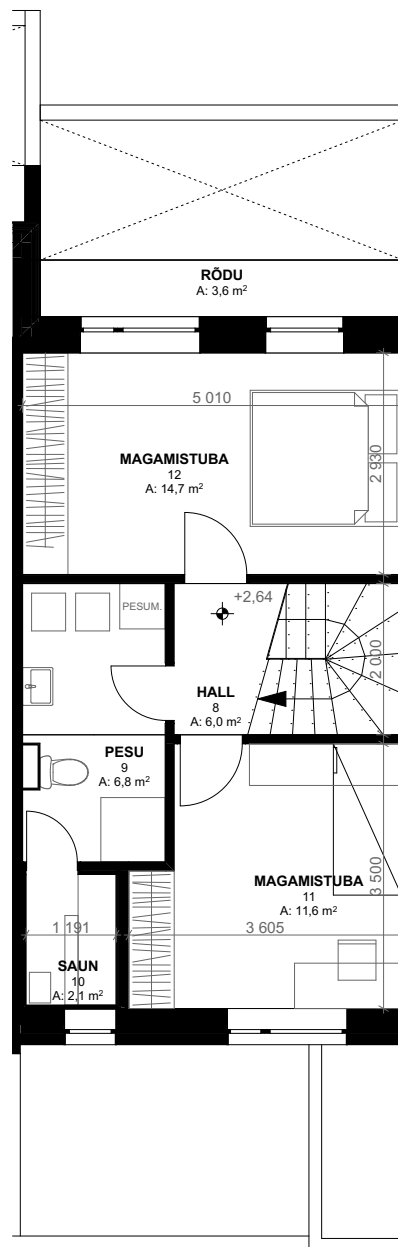 RÕDU
A: 3,6 m²
5 010
MAGAMISTUBA
12
A: 14,7 m²
2 930
PESUM.
+2,64
2 000
HALL
8
A: 6,0 m²
PESU
9
A: 6,8 m²
MAGAMISTUBA
11
A: 11,6 m²
3 500
1 191
3 605
SAUN
10
A: 2,1 m²